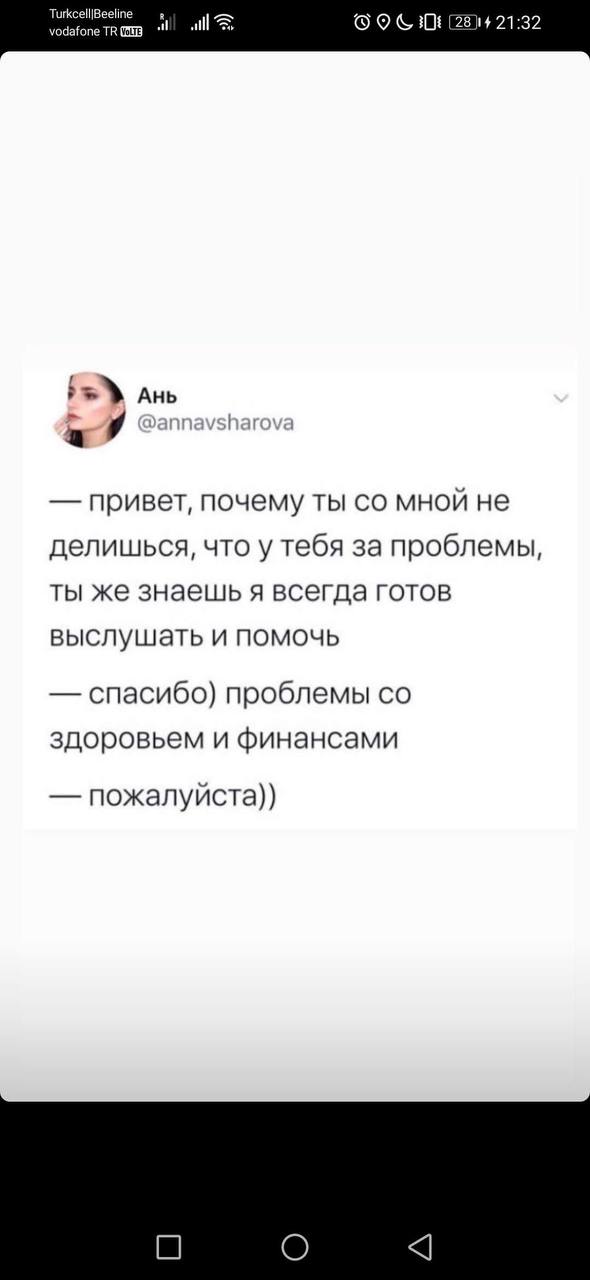 Turkcell|Beeline
vodafone TR VoLTE
R
28
21:32
Ань
@annavsharova
— привет, почему ты со мной не
делишься, что у тебя за проблемы,
ты же знаешь я всегда готов
выслушать и помочь
— спасибо) проблемы со
здоровьем и финансами
— пожалуйста))